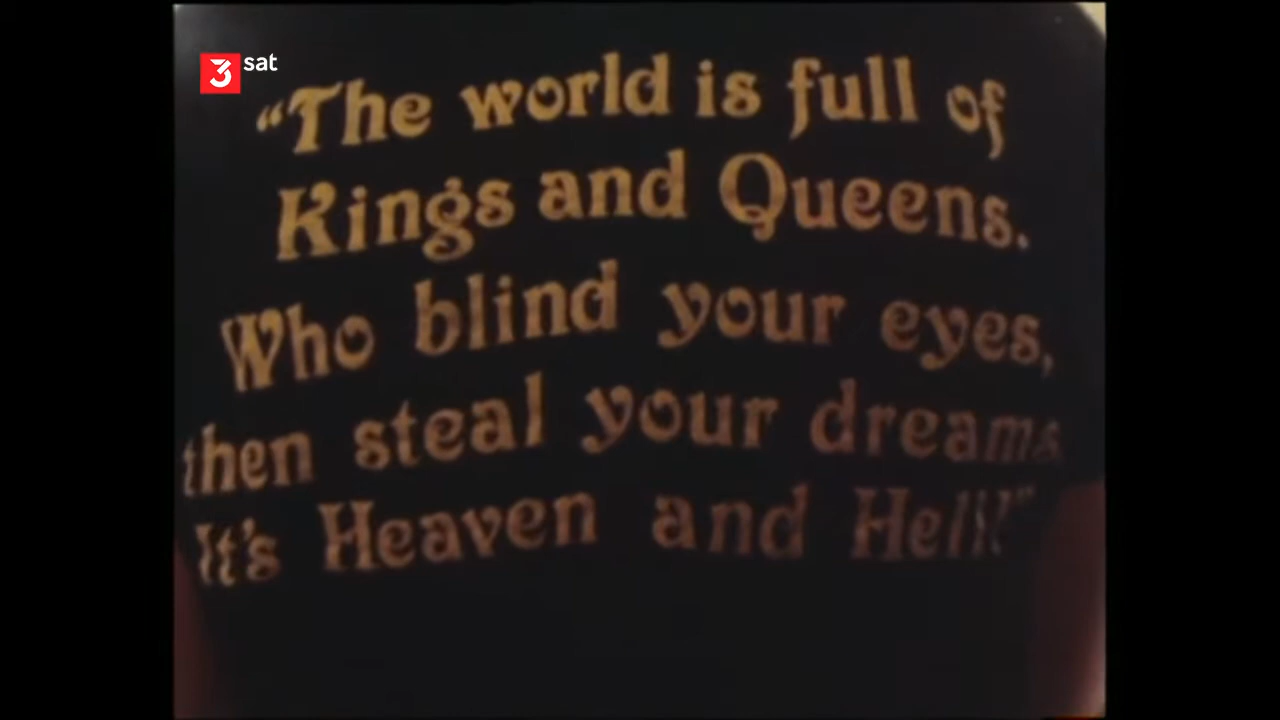 3sat
“The world is full of
Kings and Queens.
Who blind your eyes,
then steal your dreams
It's Heaven and Hell!”